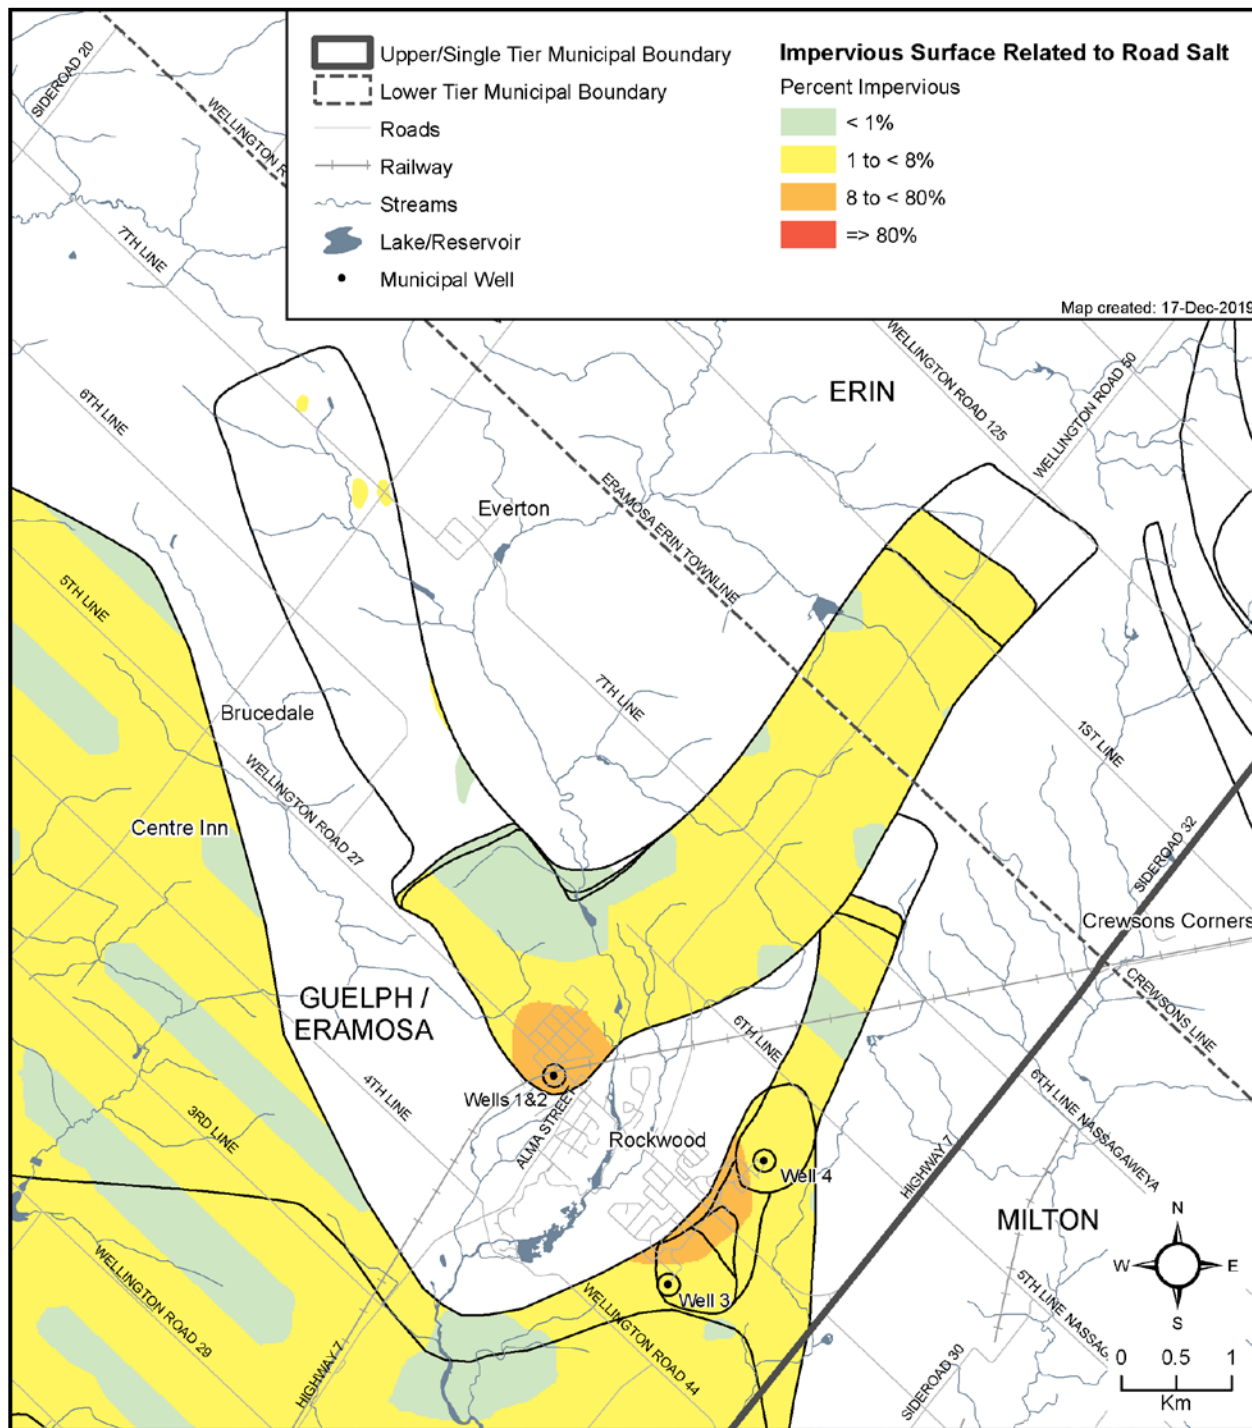 Upper/Single Tier Municipal Boundary
Lower Tier Municipal Boundary
Roads
Railway
Streams
Lake/Reservoir
Municipal Well
Impervious Surface Related to Road Salt
Percent Impervious
< 1%
1 to < 8%
8 to < 80%
=> 80%
Map created: 17-Dec-2019
SIDEROAD 20
WELLINGTON R
7TH LINE
6TH LINE
WELLINGTON ROAD 125
WELLINGTON ROAD 50
ERIN
Everton
ERAMOSA ERIN TOWNLINE
5TH LINE
7TH LINE
Brucedale
1ST LINE
WELLINGTON ROAD 27
Centre Inn
SIDEROAD 32
Crewsons Corners
GUELPH /
ERAMOSA
CREWSONS LINE
6TH LINE
4TH LINE
Wells 1&2
3RD LINE
ALMA STREET
Rockwood
6TH LINE NASSAGAWEYA
Well 4
HIGHWAY 7
MILTON
N
W
E
S
WELLINGTON ROAD 29
Well 3
WELLINGTON ROAD 44
5TH LINE NASSAG
HIGHWAY 7
SIDEROAD 30
0 0.5 1
Km